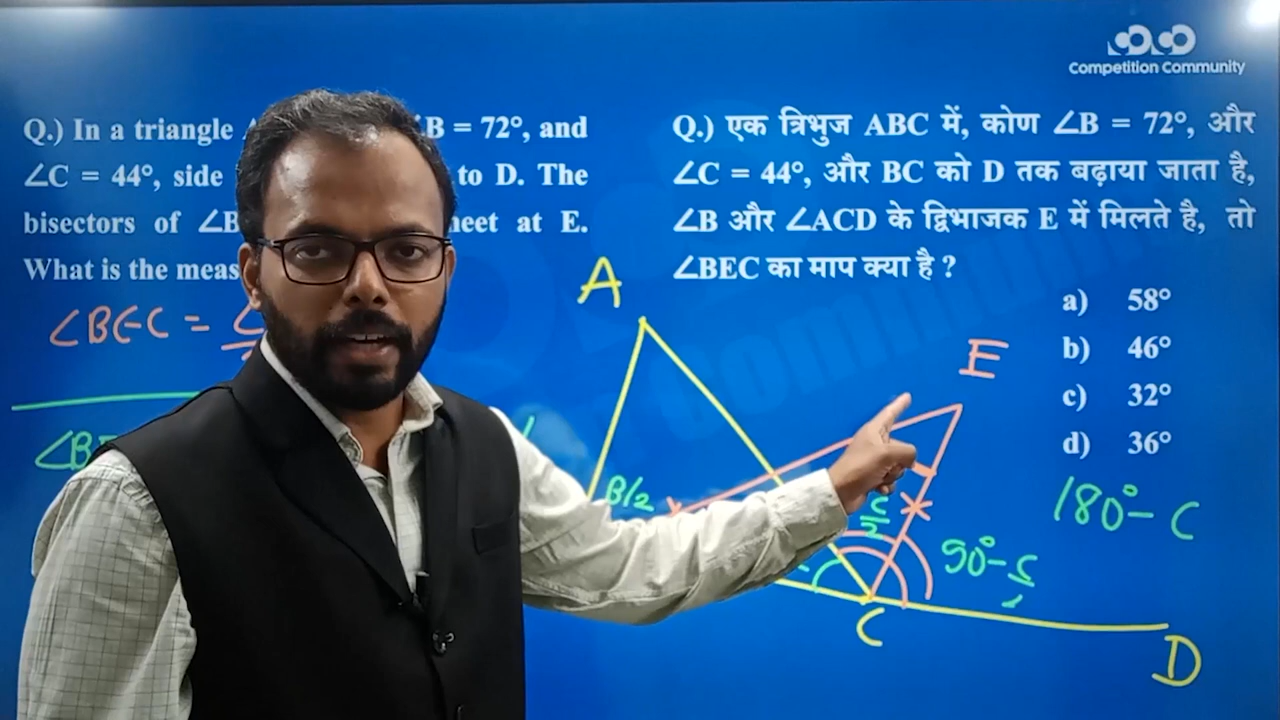 Competition Community
Q.) In a triangle B = 72°, and
∠C = 44°, side to D. The
bisectors of ∠B meet at E.
What is the meas
Q.) एक त्रिभुज ABC में, कोण ∠B = 72°, और
∠C = 44°, और BC को D तक बढ़ाया जाता है,
∠B और ∠ACD के द्विभाजक E में मिलते है, तो
∠BEC का माप क्या है ?
a) 58°
b) 46°
c) 32°
d) 36°
∠BEC =
A
E
B/2
C/2
180° - C
90° - C/2
C
D